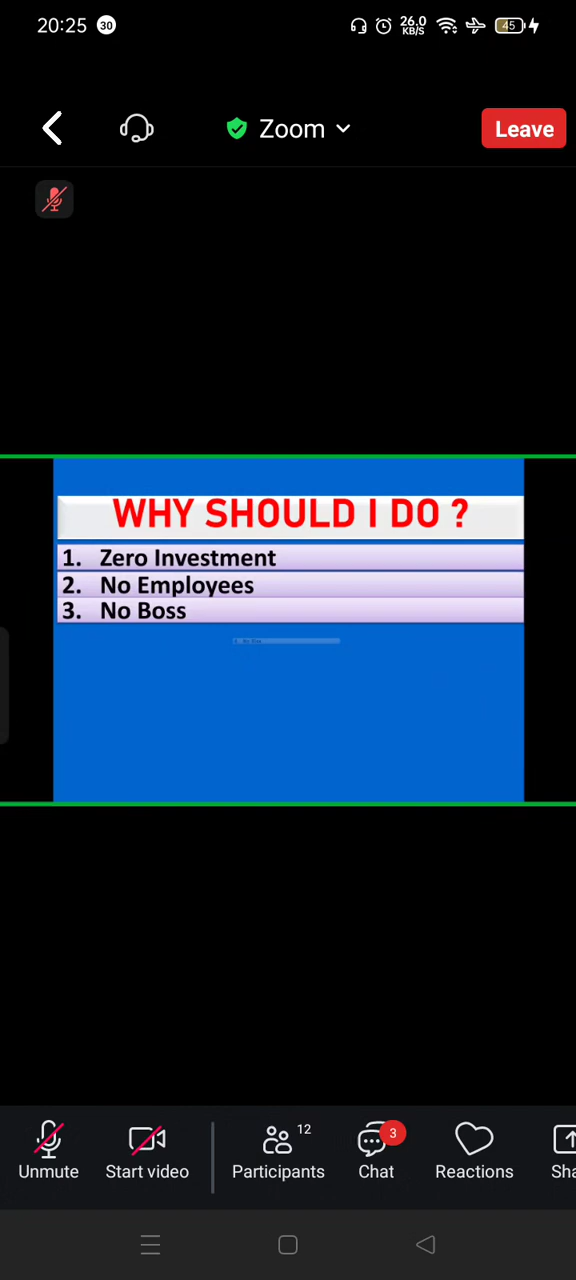 20:25 30 26.0 KB/S 45
Zoom Leave
WHY SHOULD I DO ?
1. Zero Investment
2. No Employees
3. No Boss
12 3
Unmute Start video Participants Chat Reactions Sha